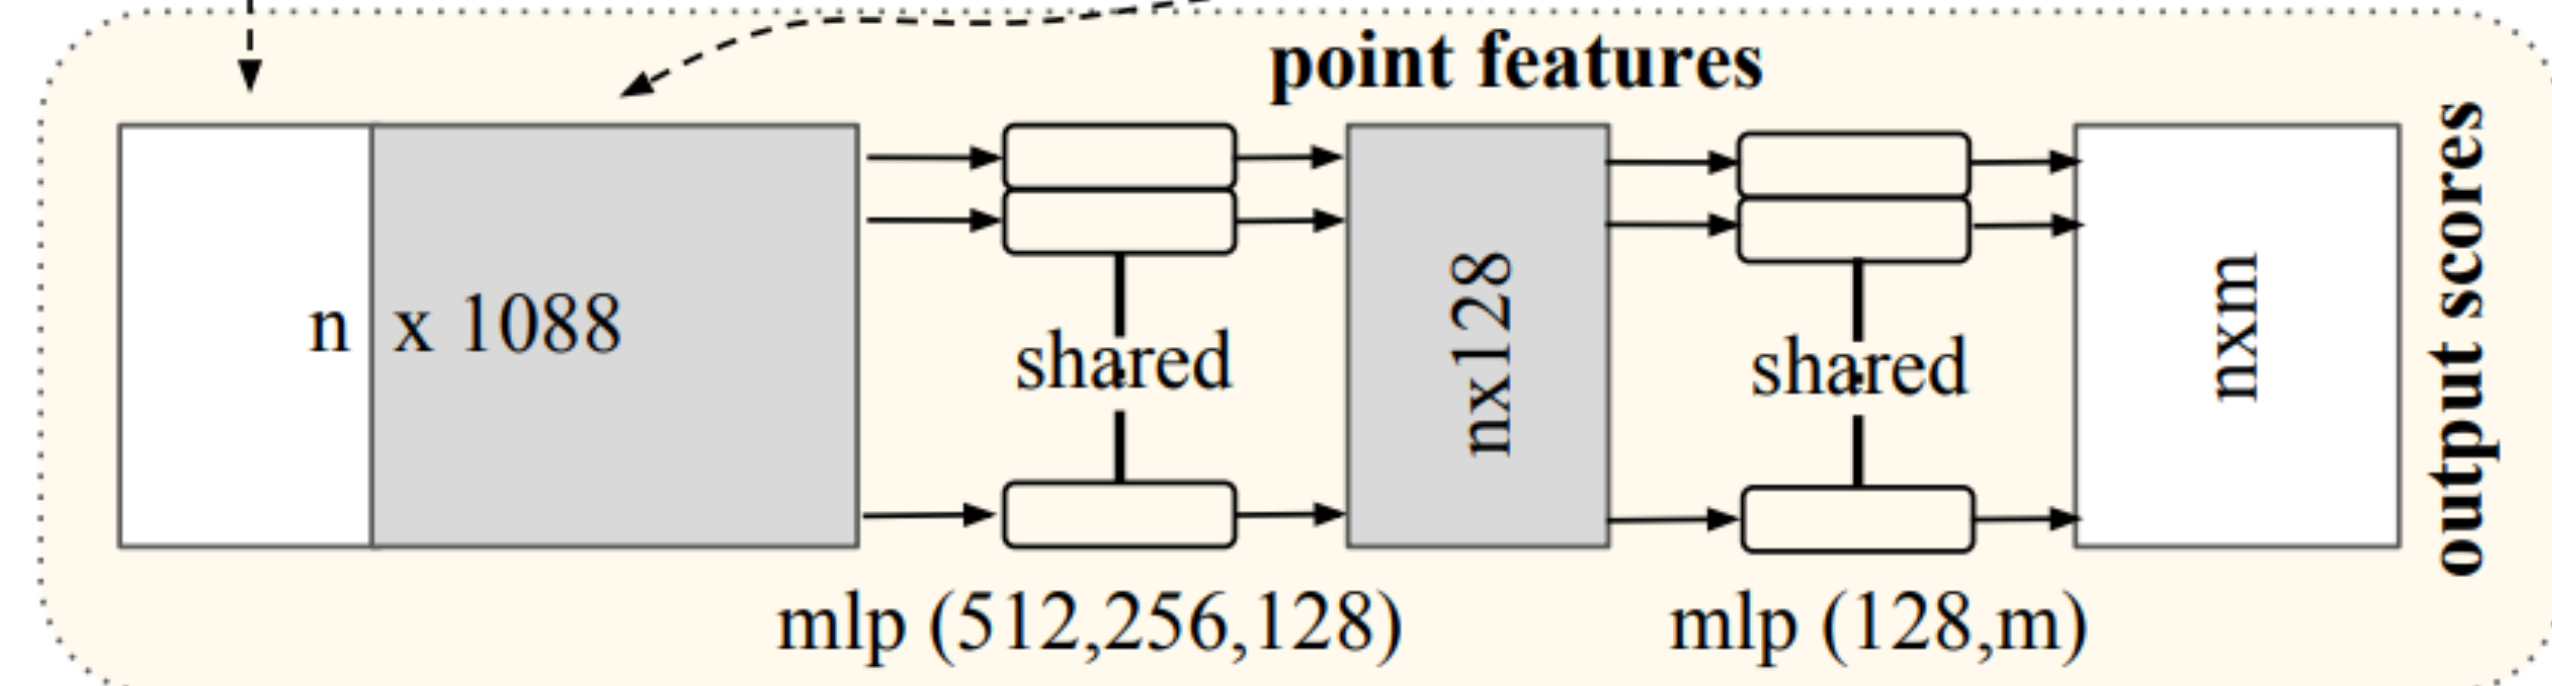 point features
n x 1088
shared
nx128
shared
nxm
output scores
mlp (512,256,128)
mlp (128,m)